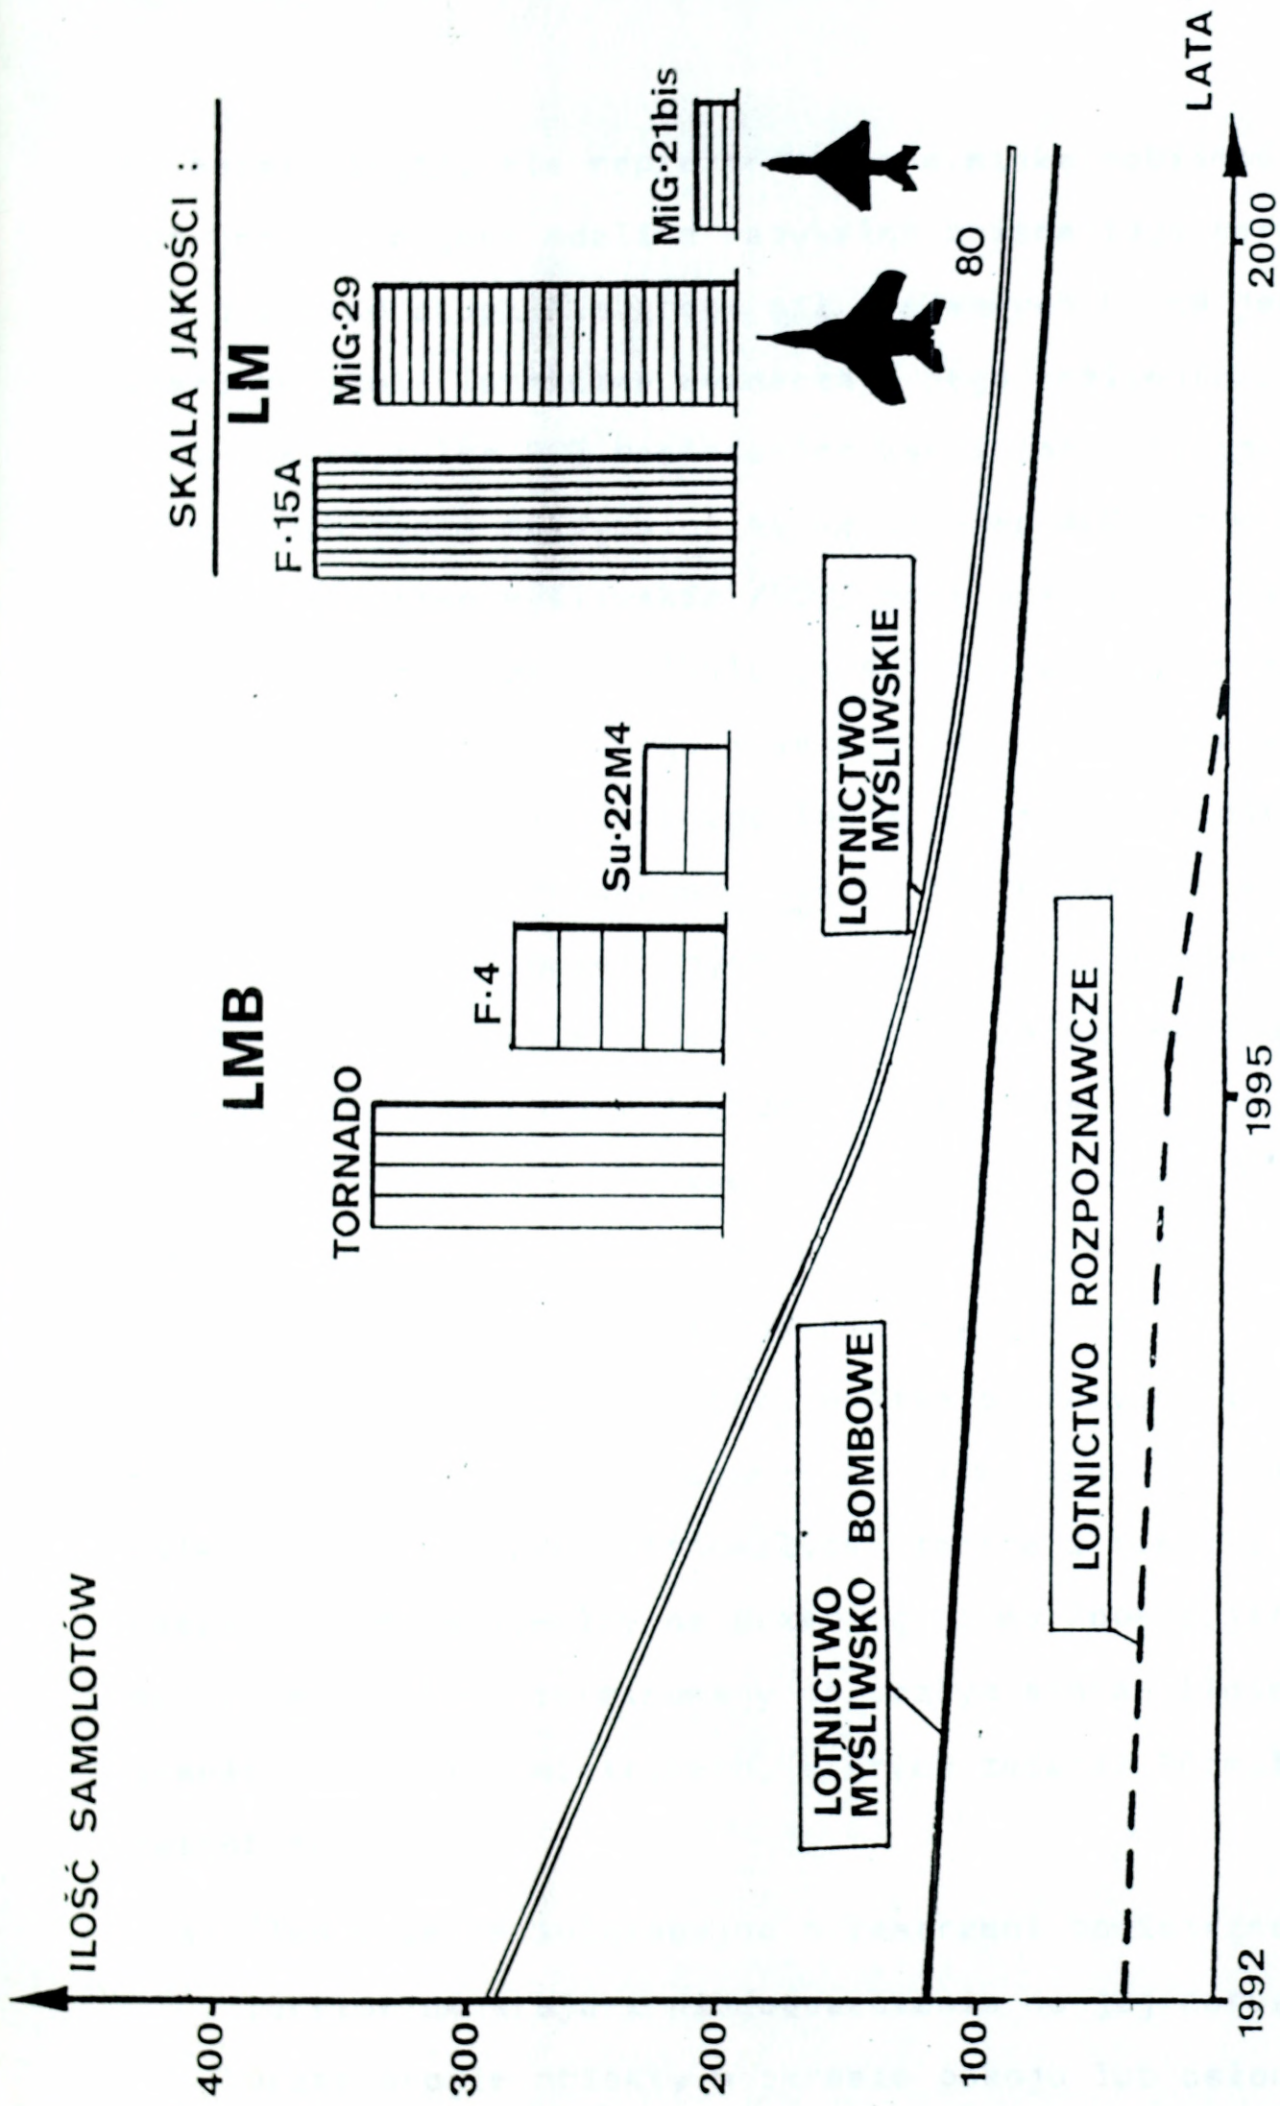 ILOŚĆ SAMOLOTÓW
SKALA JAKOŚCI :
LMB
LM
TORNADO
F·4
Su·22M4
F·15A
MiG·29
MiG·21bis
400
300
200
100
LOTNICTWO
MYŚLIWSKO BOMBOWE
LOTNICTWO
MYŚLIWSKIE
80
LOTNICTWO ROZPOZNAWCZE
1992
1995
2000
LATA